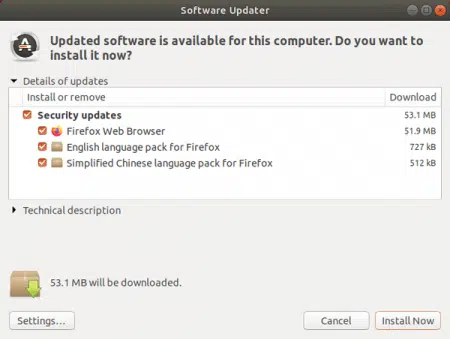 Software Updater
Updated software is available for this computer. Do you want to
install it now?
Details of updates
Install or remove Download
Security updates 53.1 MB
Firefox Web Browser 51.9 MB
English language pack for Firefox 727 kB
Simplified Chinese language pack for Firefox 512 kB
Technical description
53.1 MB will be downloaded.
Settings... Cancel Install Now